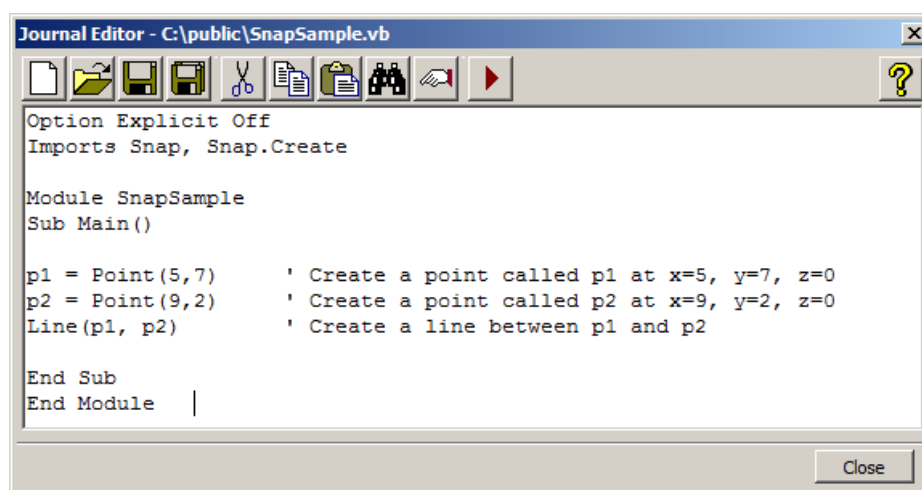 Journal Editor - C:\public\SnapSample.vb
Option Explicit Off
Imports Snap, Snap.Create
Module SnapSample
Sub Main()
p1 = Point(5,7)      ' Create a point called p1 at x=5, y=7, z=0
p2 = Point(9,2)      ' Create a point called p2 at x=9, y=2, z=0
Line(p1, p2)         ' Create a line between p1 and p2
End Sub
End Module
Close